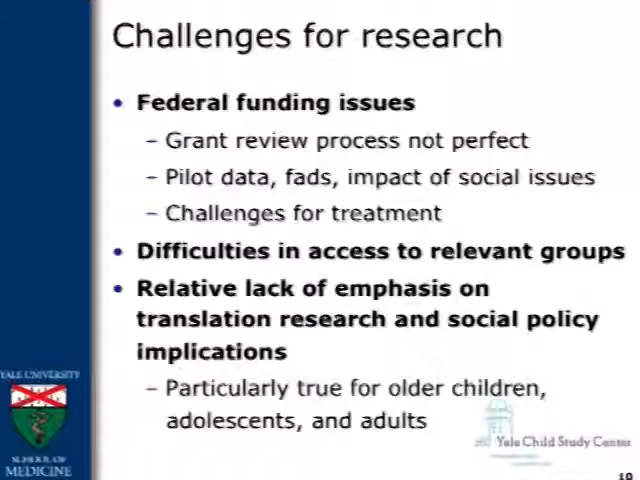 Challenges for research
• Federal funding issues
– Grant review process not perfect
– Pilot data, fads, impact of social issues
– Challenges for treatment
• Difficulties in access to relevant groups
• Relative lack of emphasis on
translation research and social policy
implications
– Particularly true for older children,
adolescents, and adults
YALE UNIVERSITY
SCHOOL OF
MEDICINE
Yale Child Study Center